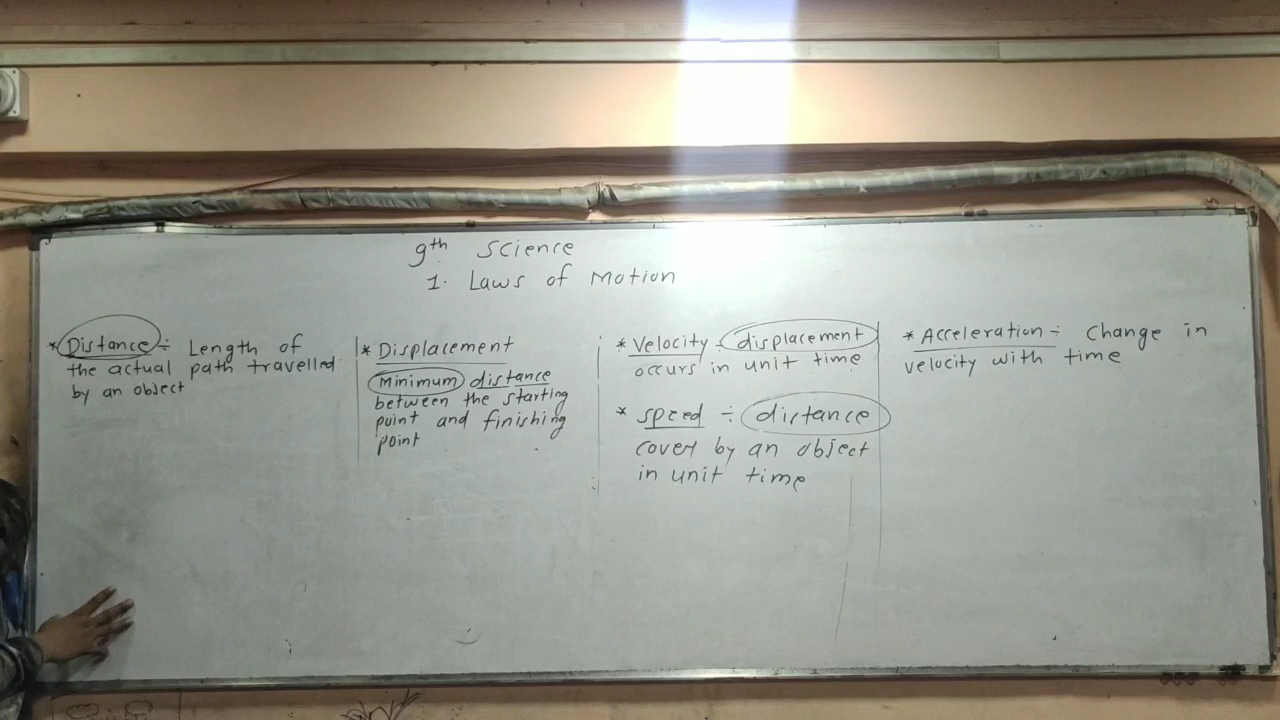 9th Science
1. Laws of Motion
* Distance ÷ Length of
the actual path travelled
by an object
* Displacement
Minimum distance
between the starting
point and finishing
point
* Velocity : displacement
occurs in unit time
* speed ÷ distance
cover by an object
in unit time
* Acceleration ÷ Change in
velocity with time